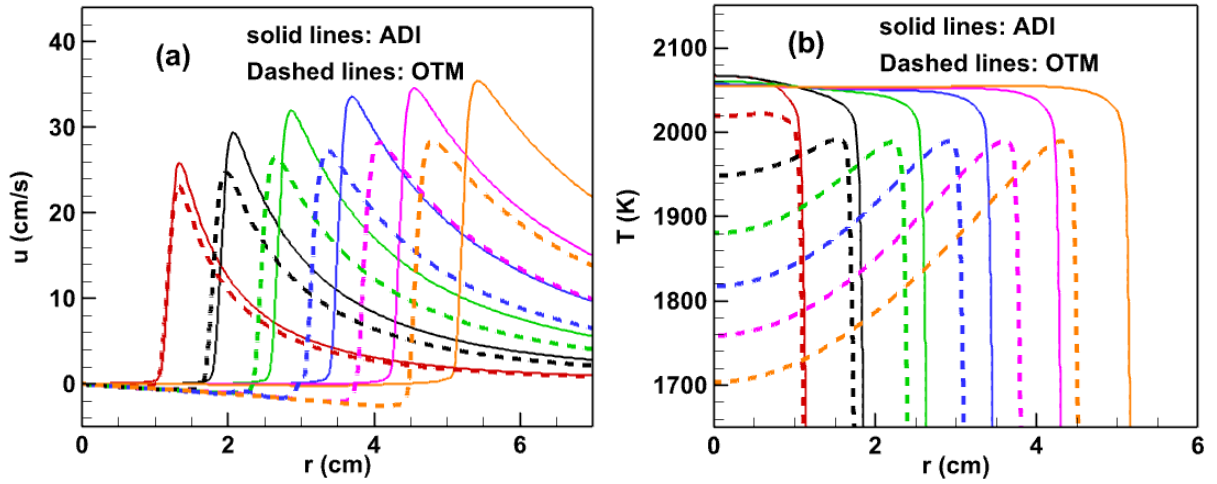 (a)
solid lines: ADI
Dashed lines: OTM
u (cm/s)
40
30
20
10
0
0
2
4
6
r (cm)
(b)
solid lines: ADI
Dashed lines: OTM
T (K)
2100
2000
1900
1800
1700
0
2
4
6
r (cm)